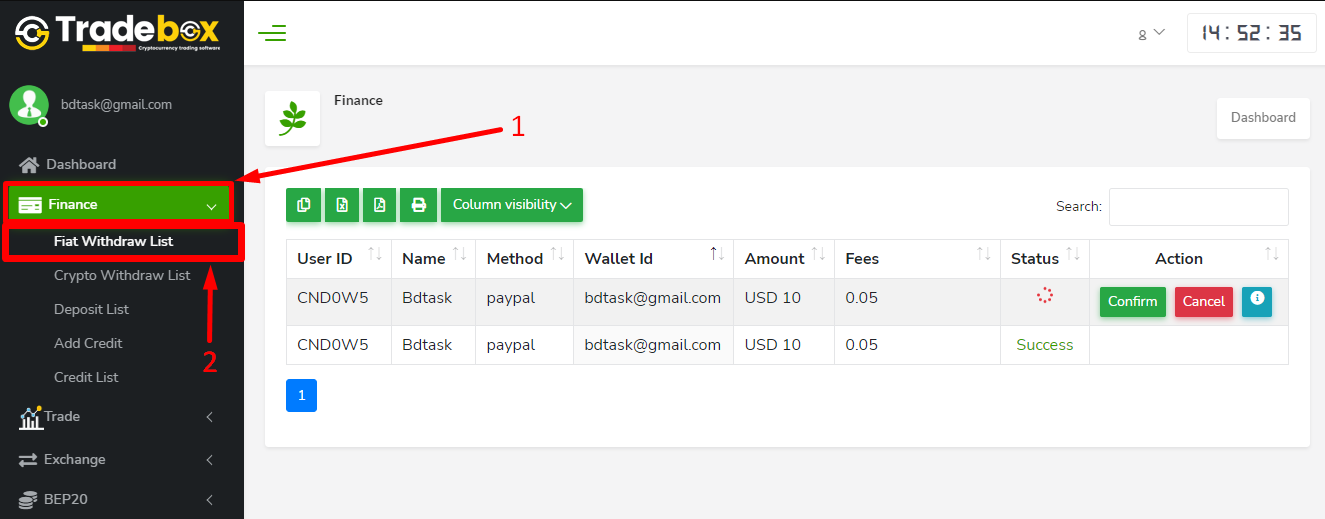 Tradebox
Cryptocurrency trading software
14:52:35
bdtask@gmail.com
Finance
Dashboard
1
Dashboard
Finance
Fiat Withdraw List
Crypto Withdraw List
Deposit List
Add Credit
2
Credit List
Trade
Exchange
BEP20
Column visibility
Search:
User ID Name Method Wallet Id Amount Fees Status Action
CND0W5 Bdtask paypal bdtask@gmail.com USD 10 0.05 Confirm Cancel
CND0W5 Bdtask paypal bdtask@gmail.com USD 10 0.05 Success
1